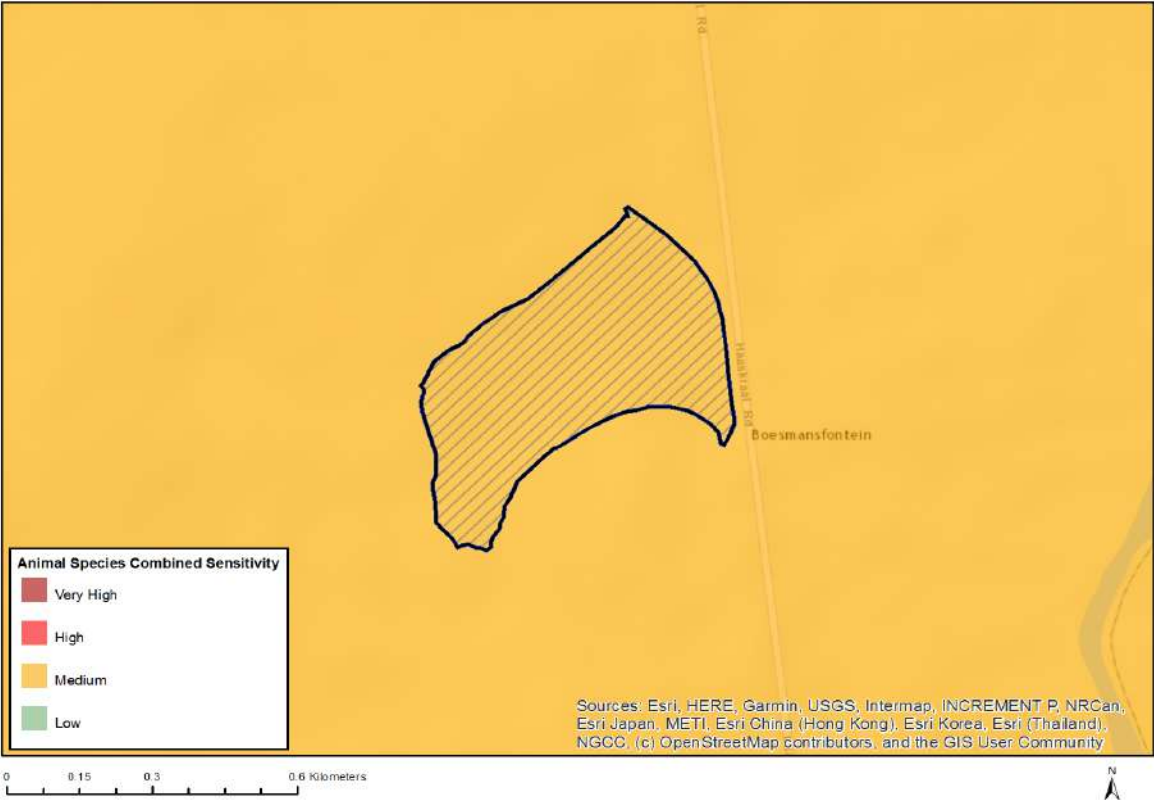 l Rd
Haaskraal Rd
Boesmansfontein
Animal Species Combined Sensitivity
Very High
High
Medium
Low
Sources: Esri, HERE, Garmin, USGS, Intermap, INCREMENT P, NRCan,
Esri Japan, METI, Esri China (Hong Kong), Esri Korea, Esri (Thailand),
NGCC, (c) OpenStreetMap contributors, and the GIS User Community
0 0.15 0.3 0.6 Kilometers
N